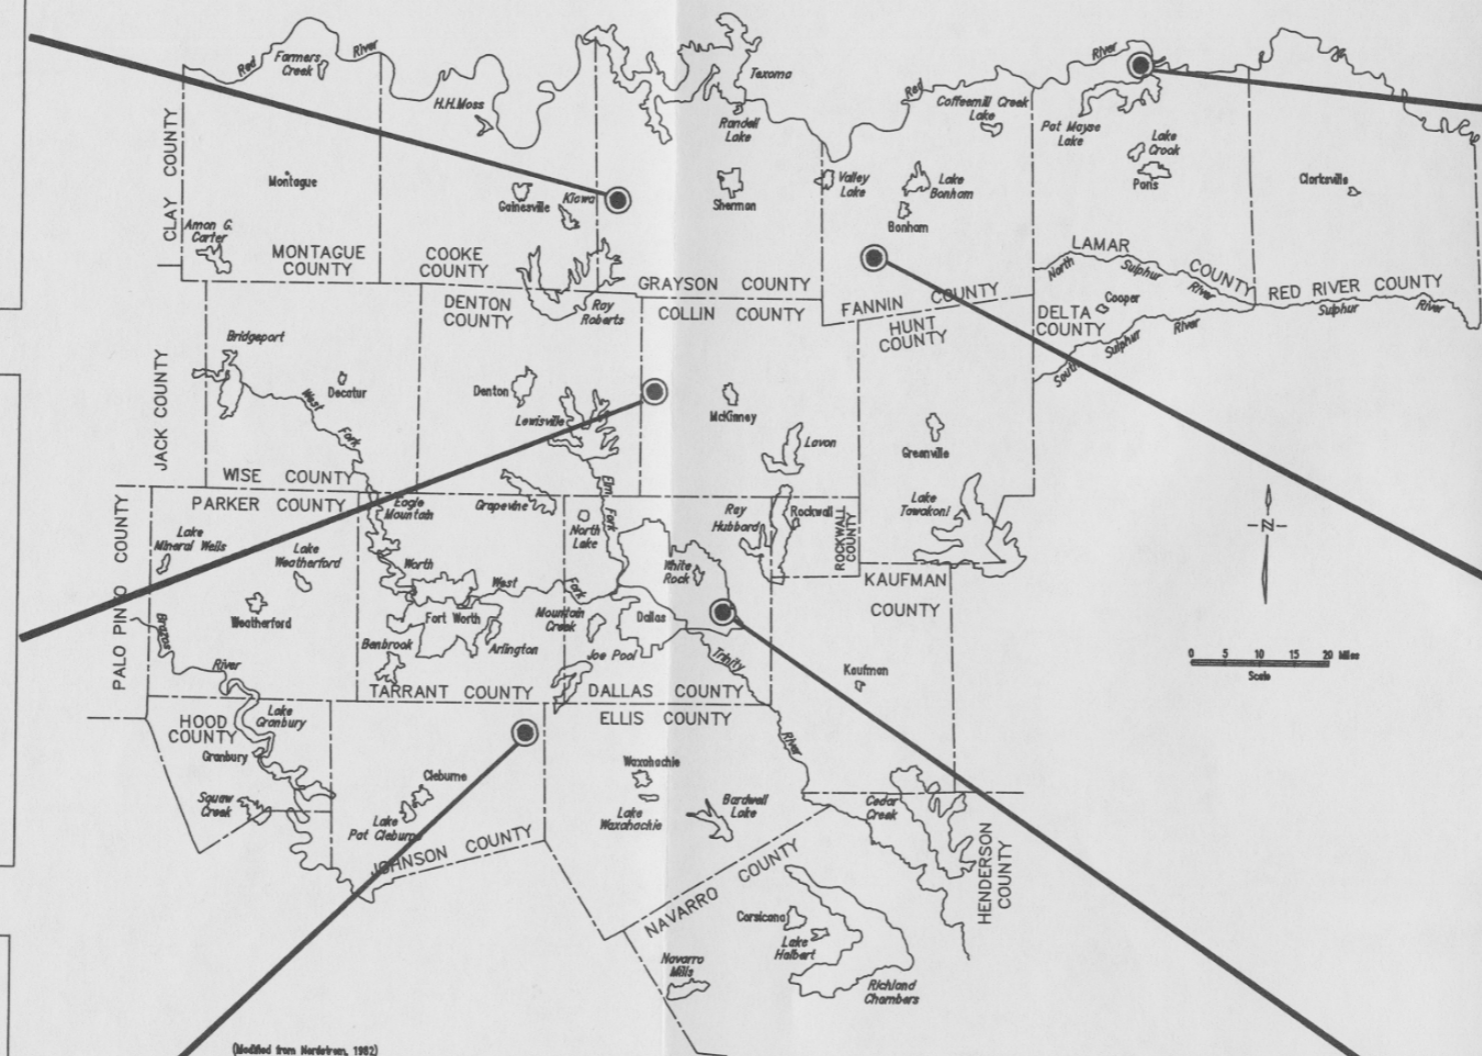 Red
River
Farmers
Creek
H.H.Moss
Texoma
Randell
Lake
Red
River
Coffeemill Creek
Lake
Pat Mayse
Lake
Lake
Crook
Paris
Clarksville
CLAY COUNTY
Montague
Gainesville
Kiowa
Sherman
Valley
Lake
Lake
Bonham
Bonham
Amon G.
Carter
MONTAGUE
COUNTY
COOKE
COUNTY
GRAYSON COUNTY
FANNIN COUNTY
LAMAR
COUNTY
North
Sulphur
River
RED RIVER COUNTY
Sulphur
River
DENTON
COUNTY
Ray
Roberts
COLLIN COUNTY
HUNT
COUNTY
DELTA
COUNTY
Cooper
South
Sulphur
River
Bridgeport
JACK COUNTY
Decatur
West
Fork
Denton
Lewisville
McKinney
Lavon
Greenville
WISE COUNTY
PARKER COUNTY
PALO PINTO COUNTY
Lake
Mineral Wells
Lake
Weatherford
Weatherford
Eagle
Mountain
Grapevine
North
Lake
Elm
Fork
Ray
Hubbard
Rockwall
ROCKWALL
COUNTY
Lake
Tawakoni
N
Worth
West
Fork
White
Rock
KAUFMAN
COUNTY
Fort Worth
Mountain
Creek
Dallas
Brazos
River
Benbrook
Arlington
Joe Pool
Trinity
River
Kaufman
0 5 10 15 20 Miles
Scale
TARRANT COUNTY
DALLAS COUNTY
HOOD
COUNTY
Lake
Granbury
Granbury
ELLIS COUNTY
Squaw
Creek
Cleburne
Lake
Pat Cleburne
Waxahachie
Lake
Waxahachie
Bardwell
Lake
Cedar
Creek
JOHNSON COUNTY
NAVARRO COUNTY
HENDERSON
COUNTY
Corsicana
Lake
Halbert
Navarro
Mills
Richland
Chambers
(Modified from Nordstrom, 1982)